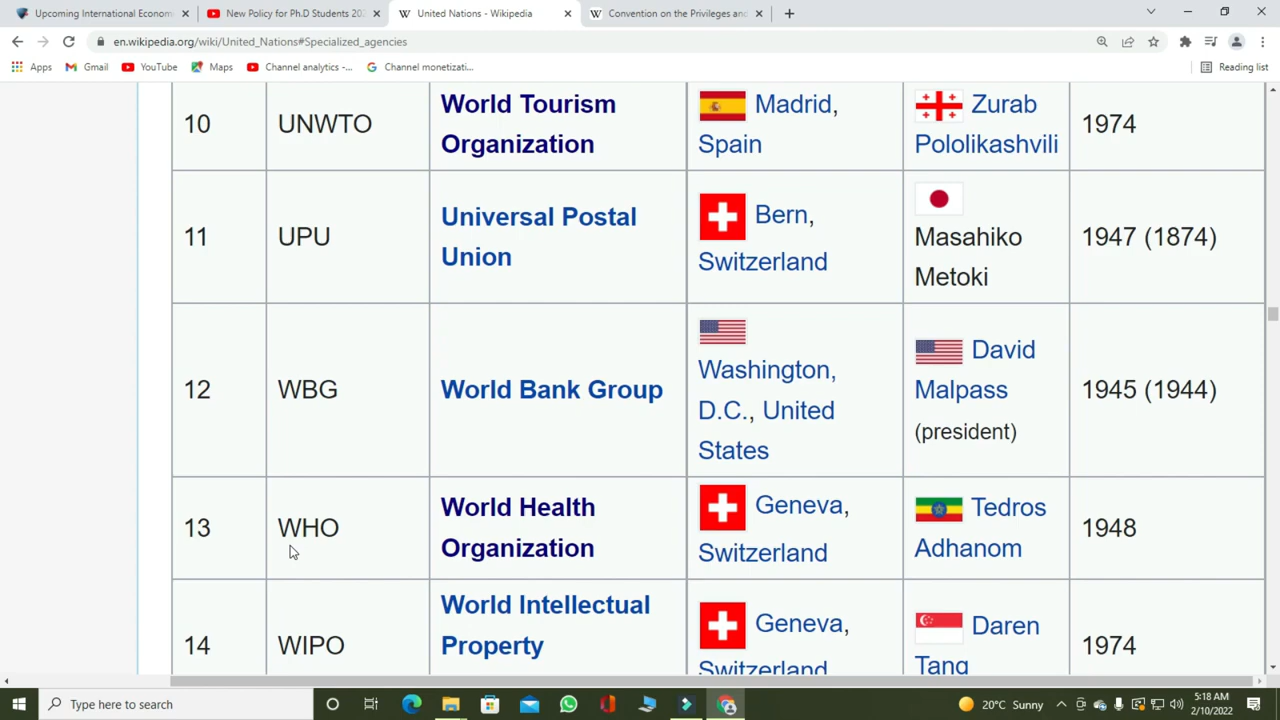 Upcoming International Econom
New Policy for Ph.D Students 202
United Nations - Wikipedia
Convention on the Privileges and
en.wikipedia.org/wiki/United_Nations#Specialized_agencies
Apps
Gmail
YouTube
Maps
Channel analytics -...
Channel monetizati...
Reading list
10
UNWTO
World Tourism
Organization
Madrid,
Spain
Zurab
Pololikashvili
1974
11
UPU
Universal Postal
Union
Bern,
Switzerland
Masahiko
Metoki
1947 (1874)
12
WBG
World Bank Group
Washington,
D.C., United
States
David
Malpass
(president)
1945 (1944)
13
WHO
World Health
Organization
Geneva,
Switzerland
Tedros
Adhanom
1948
14
WIPO
World Intellectual
Property
Geneva,
Switzerland
Daren
Tang
1974
Type here to search
20°C Sunny
5:18 AM
2/10/2022